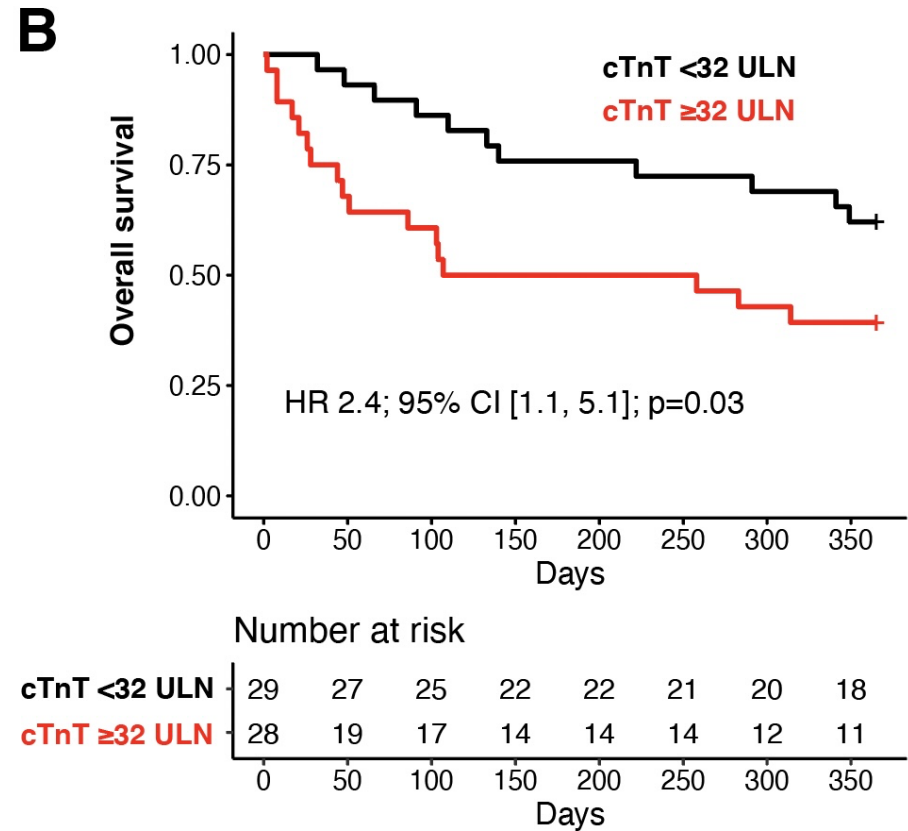 B
Overall survival
1.00
0.75
0.50
0.25
0.00
cTnT <32 ULN
cTnT ≥32 ULN
HR 2.4; 95% CI [1.1, 5.1]; p=0.03
0 50 100 150 200 250 300 350
Days
Number at risk
cTnT <32 ULN 29 27 25 22 22 21 20 18
cTnT ≥32 ULN 28 19 17 14 14 14 12 11
0 50 100 150 200 250 300 350
Days